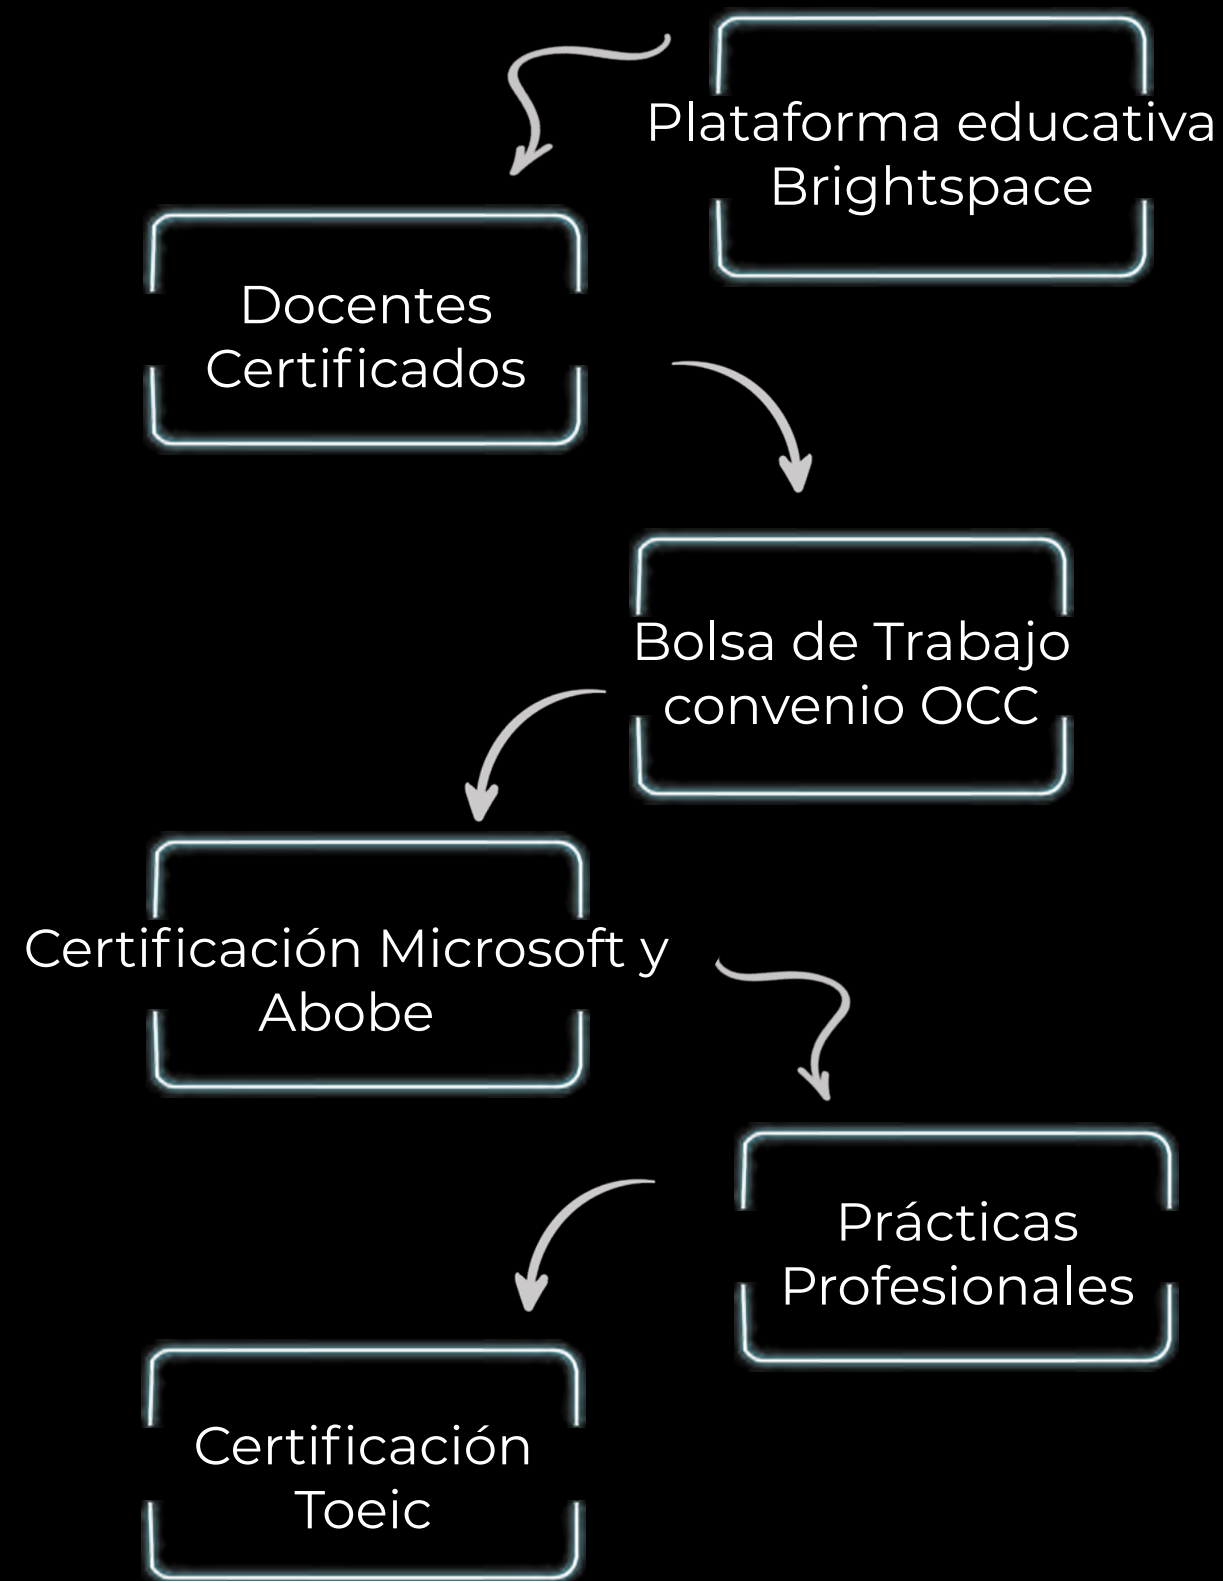 Plataforma educativa
Brightspace
Docentes
Certificados
Bolsa de Trabajo
convenio OCC
Certificación Microsoft y
Abobe
Prácticas
Profesionales
Certificación
Toeic